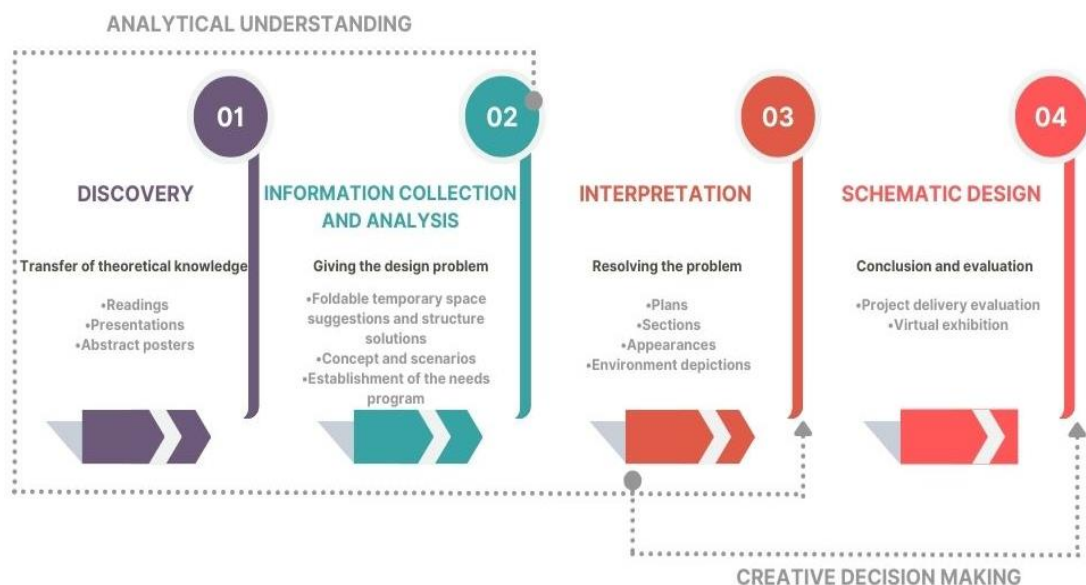 ANALYTICAL UNDERSTANDING
01
DISCOVERY
Transfer of theoretical knowledge
•Readings
•Presentations
•Abstract posters
02
INFORMATION COLLECTION
AND ANALYSIS
Giving the design problem
•Foldable temporary space
suggestions and structure
solutions
•Concept and scenarios
•Establishment of the needs
program
03
INTERPRETATION
Resolving the problem
•Plans
•Sections
•Appearances
•Environment depictions
04
SCHEMATIC DESIGN
Conclusion and evaluation
•Project delivery evaluation
•Virtual exhibition
CREATIVE DECISION MAKING